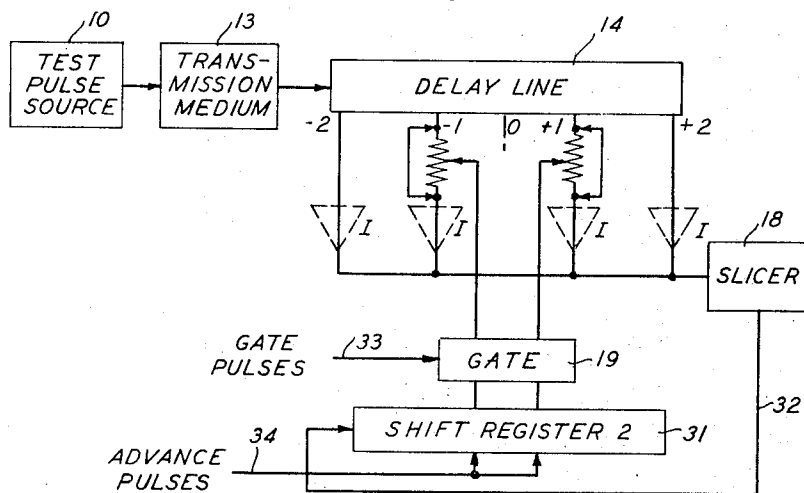 10
13
14
TEST
PULSE
SOURCE
TRANS-
MISSION
MEDIUM
DELAY LINE
-2
-1
0
+1
+2
I
I
I
I
18
SLICER
GATE
PULSES
33
GATE
19
32
SHIFT REGISTER 2
31
34
ADVANCE
PULSES